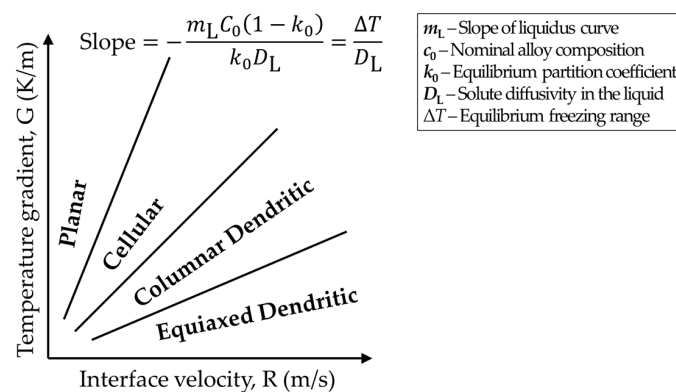 Slope = − m_L C_0 (1 − k_0) / k_0 D_L = ΔT / D_L
m_L – Slope of liquidus curve
c_0 – Nominal alloy composition
k_0 – Equilibrium partition coefficient
D_L – Solute diffusivity in the liquid
ΔT – Equilibrium freezing range
Temperature gradient, G (K/m)
Planar
Cellular
Columnar Dendritic
Equiaxed Dendritic
Interface velocity, R (m/s)